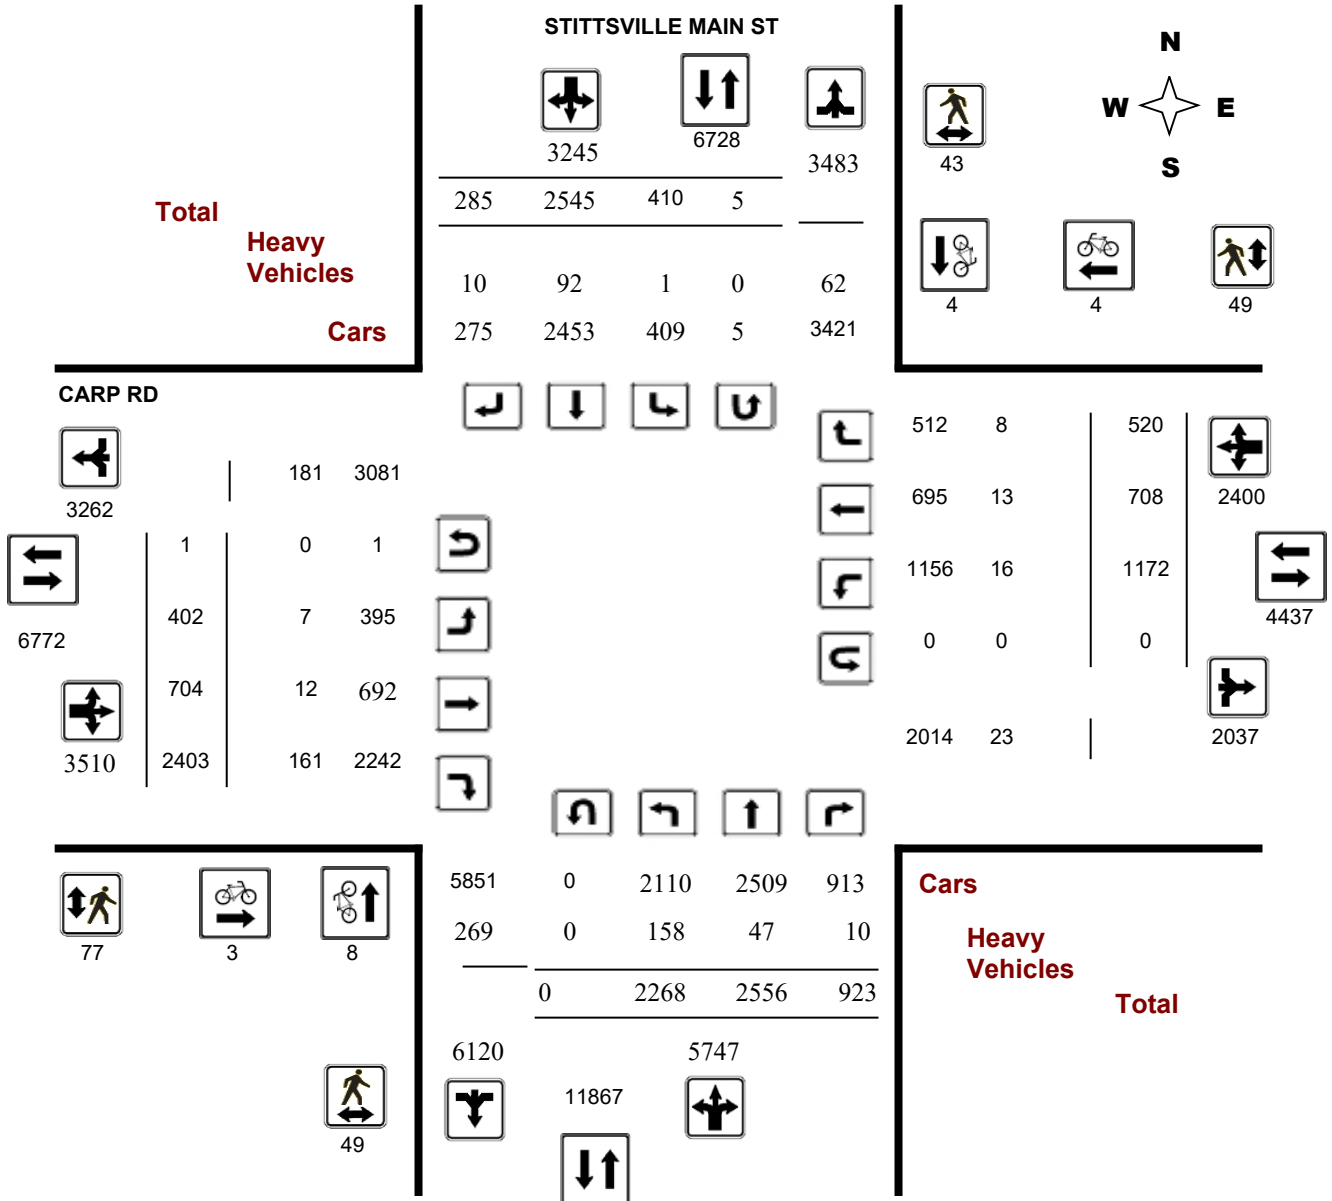 STITTSVILLE MAIN ST
N
W E
S
3245 6728 3483 43
285 2545 410 5
Total
Heavy
Vehicles
10 92 1 0 62 4 4 49
Cars 275 2453 409 5 3421
CARP RD
512 8 520
181 3081
3262 695 13 708 2400
1 0 1
1156 16 1172
402 7 395 4437
6772 0 0 0
704 12 692
2014 23 2037
3510 2403 161 2242
5851 0 2110 2509 913 Cars
269 0 158 47 10 Heavy
Vehicles
77 3 8
0 2268 2556 923 Total
6120 5747
11867
49